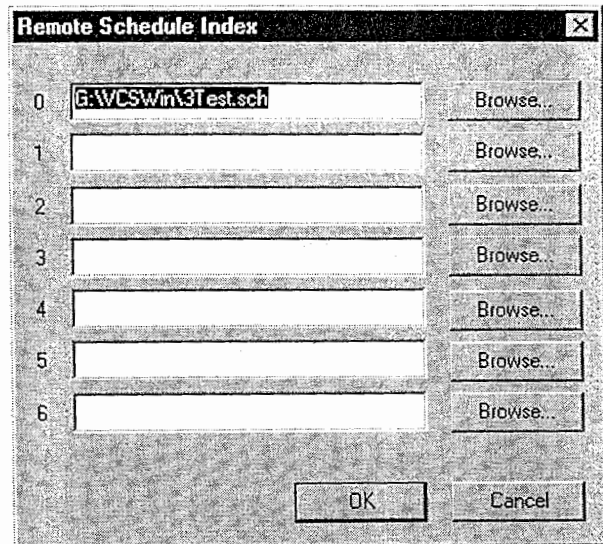 Remote Schedule Index
0 G:\VCSWin\3Test.sch Browse...
1 Browse...
2 Browse...
3 Browse...
4 Browse...
5 Browse...
6 Browse...
OK Cancel